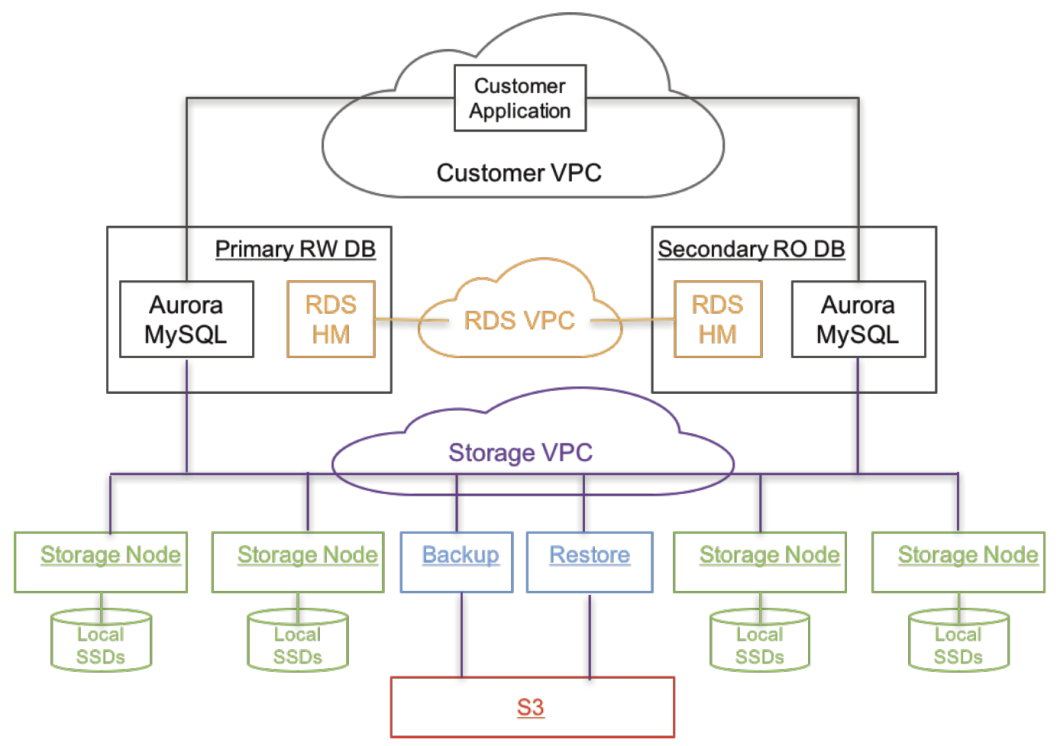 Customer
Application
Customer VPC
Primary RW DB
Secondary RO DB
Aurora
MySQL
RDS
HM
RDS VPC
RDS
HM
Aurora
MySQL
Storage VPC
Storage Node
Storage Node
Backup
Restore
Storage Node
Storage Node
Local
SSDs
Local
SSDs
Local
SSDs
Local
SSDs
S3